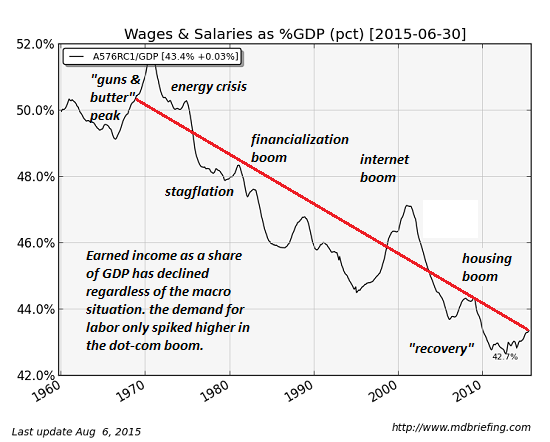 Wages & Salaries as %GDP (pct) [2015-06-30]
52.0%
A576RC1/GDP [43.4% +0.03%]
"guns &
butter"
peak
energy crisis
50.0%
financialization
boom
internet
boom
48.0%
stagflation
46.0%
Earned income as a share
of GDP has declined
regardless of the macro
situation. the demand for
labor only spiked higher in
the dot-com boom.
housing
boom
44.0%
"recovery"
42.7%
42.0%
1960
1970
1980
1990
2000
2010
Last update Aug 6, 2015
http://www.mdbriefing.com